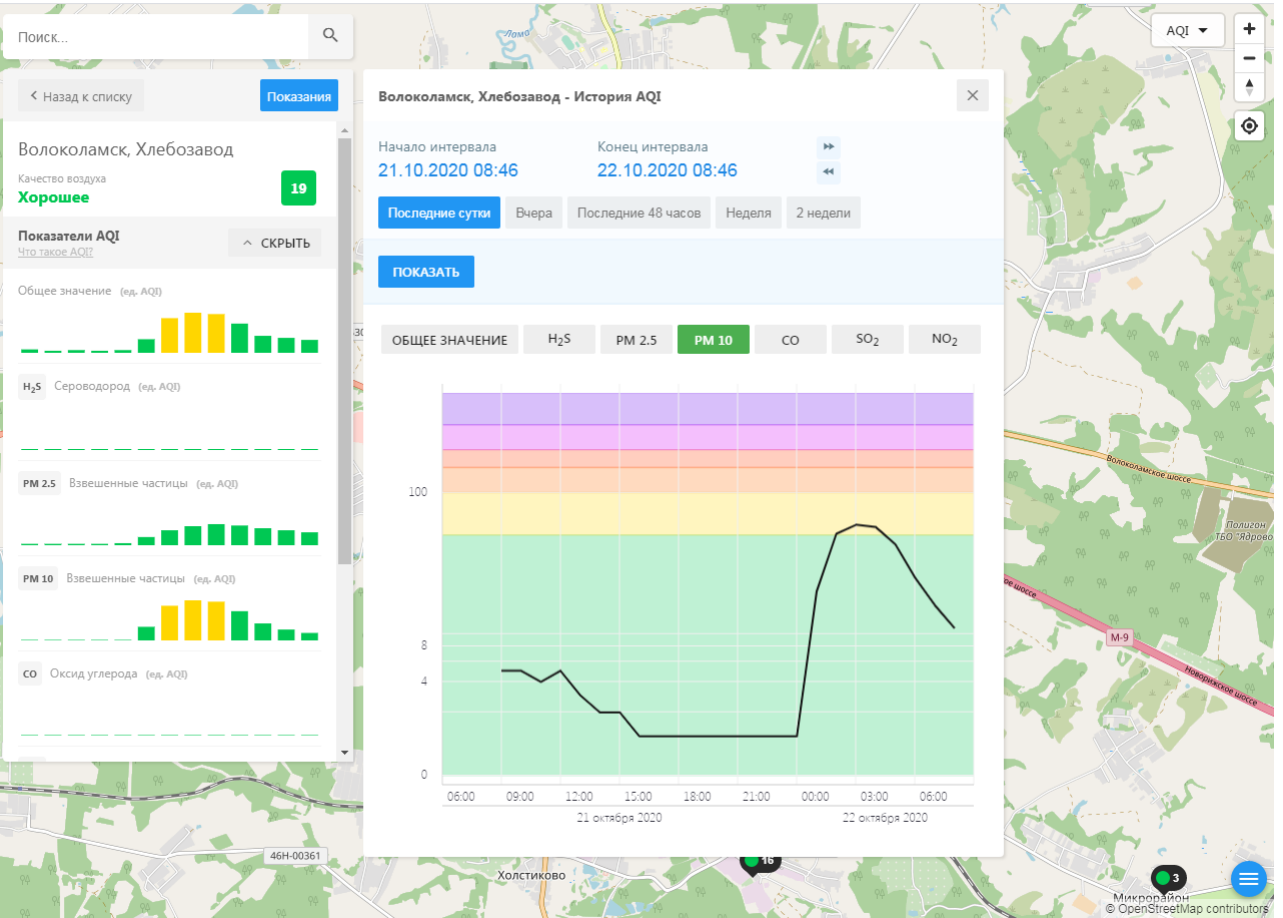 Поиск...
AQI
Назад к списку
Показания
Волоколамск, Хлебозавод
Качество воздуха
Хорошее
19
Показатели AQI
Что такое AQI?
СКРЫТЬ
Общее значение (ед. AQI)
H₂S Сероводород (ед. AQI)
PM 2.5 Взвешенные частицы (ед. AQI)
PM 10 Взвешенные частицы (ед. AQI)
CO Оксид углерода (ед. AQI)
Волоколамск, Хлебозавод - История AQI
Начало интервала
21.10.2020 08:46
Конец интервала
22.10.2020 08:46
Последние сутки
Вчера
Последние 48 часов
Неделя
2 недели
ПОКАЗАТЬ
ОБЩЕЕ ЗНАЧЕНИЕ
H₂S
PM 2.5
PM 10
CO
SO₂
NO₂
100
8
4
0
06:00 09:00 12:00 15:00 18:00 21:00 00:00 03:00 06:00
21 октября 2020
22 октября 2020
Лама
Волоколамское шоссе
Полигон
ТБО "Ядрово"
ое шоссе
М-9
Новорижское шоссе
46Н-00361
Холстиково
16
3
Микрорайон
© OpenStreetMap contributors